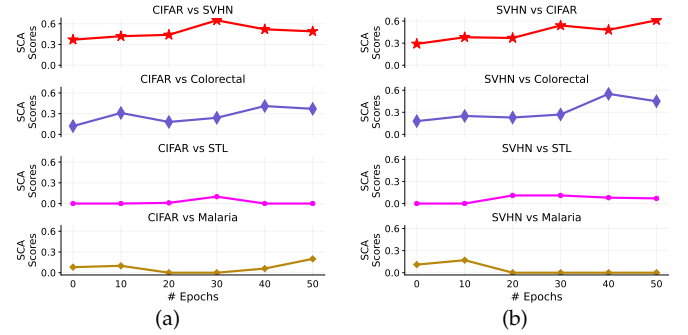 CIFAR vs SVHN
0.6
0.3
0.0
SCA
Scores
CIFAR vs Colorectal
0.6
0.3
0.0
SCA
Scores
CIFAR vs STL
0.6
0.3
0.0
SCA
Scores
CIFAR vs Malaria
0.6
0.3
0.0
SCA
Scores
0 10 20 30 40 50
# Epochs
(a)
SVHN vs CIFAR
0.6
0.3
0.0
SCA
Scores
SVHN vs Colorectal
0.6
0.3
0.0
SCA
Scores
SVHN vs STL
0.6
0.3
0.0
SCA
Scores
SVHN vs Malaria
0.6
0.3
0.0
SCA
Scores
0 10 20 30 40 50
# Epochs
(b)